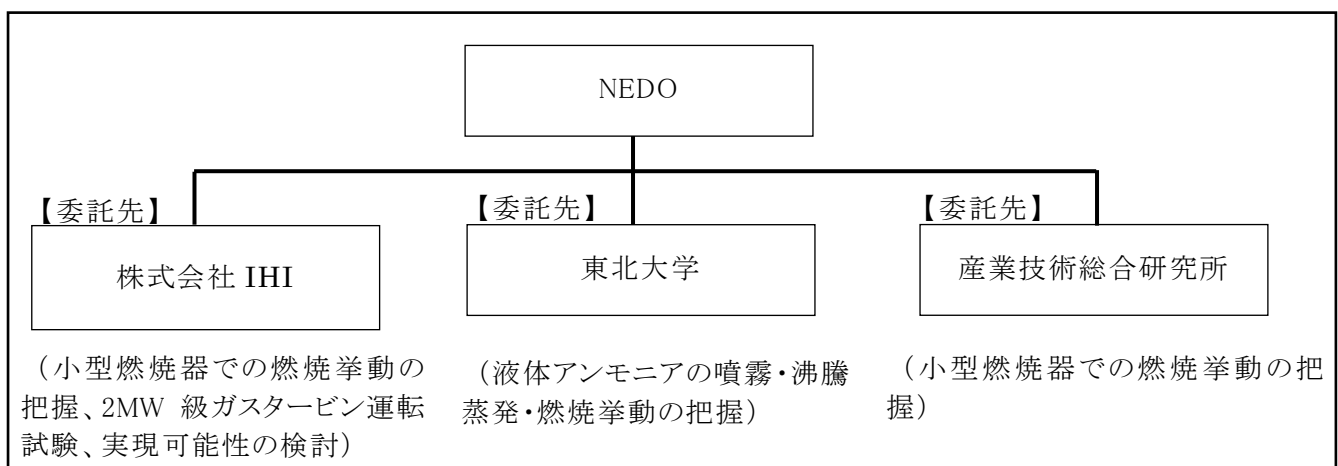 NEDO
【委託先】
株式会社 IHI
（小型燃焼器での燃焼挙動の
把握、2MW 級ガスタービン運転
試験、実現可能性の検討）
【委託先】
東北大学
（液体アンモニアの噴霧・沸騰
蒸発・燃焼挙動の把握）
【委託先】
産業技術総合研究所
（小型燃焼器での燃焼挙動の把
握）